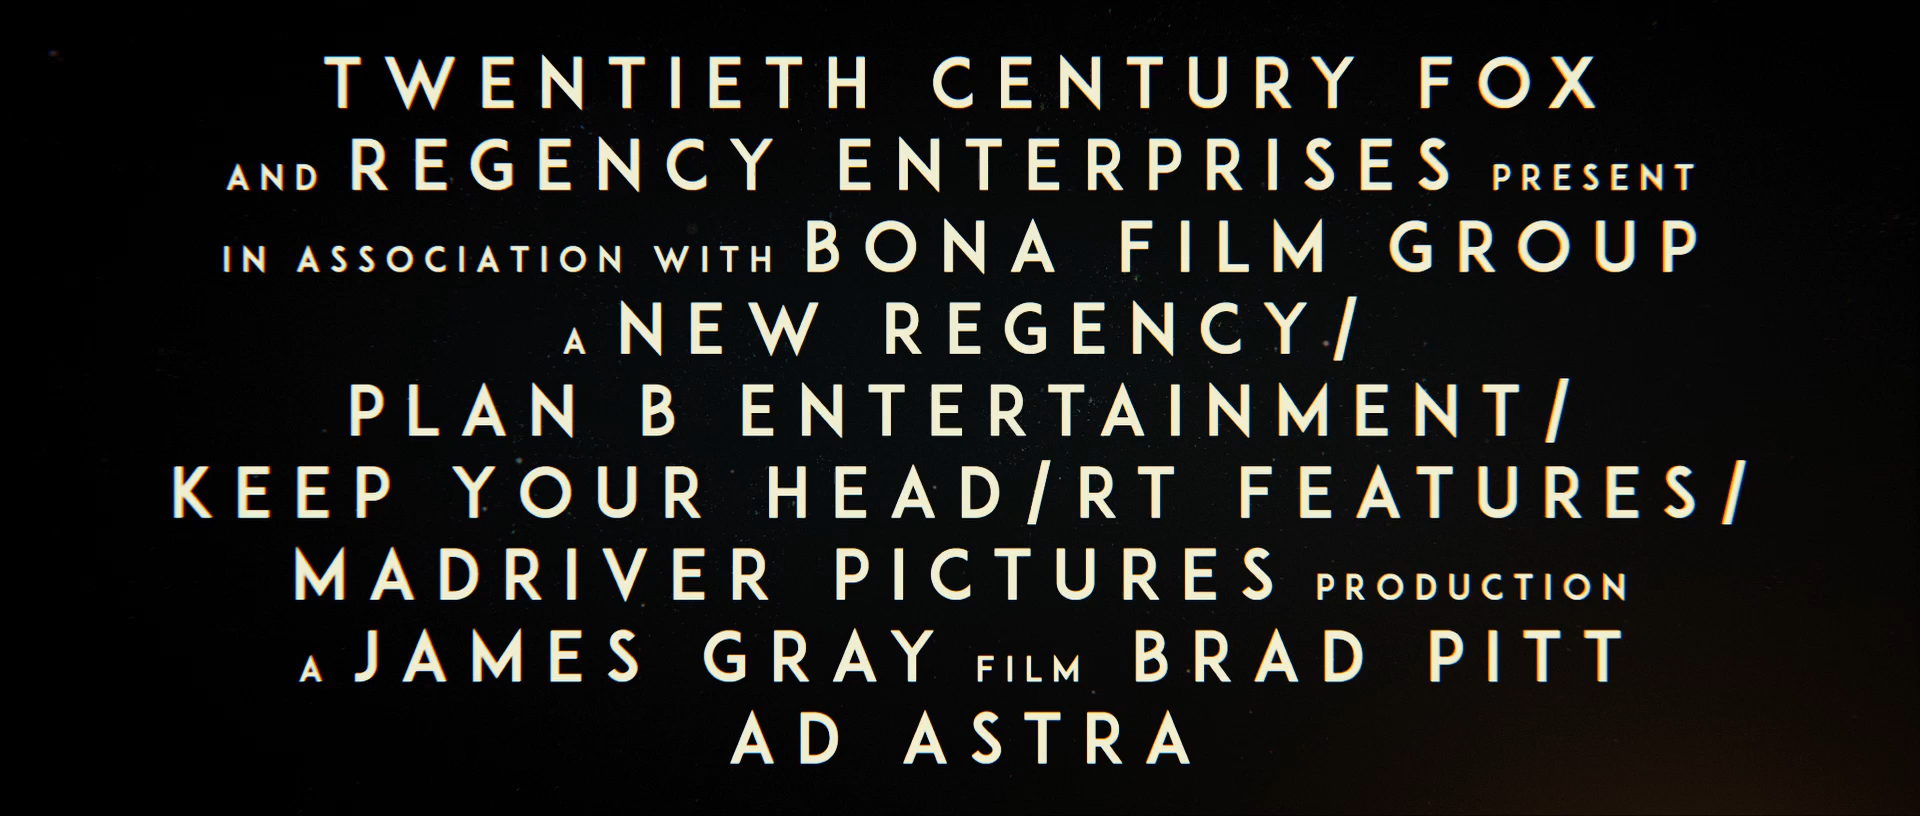 TWENTIETH CENTURY FOX
AND REGENCY ENTERPRISES PRESENT
IN ASSOCIATION WITH BONA FILM GROUP
A NEW REGENCY/
PLAN B ENTERTAINMENT/
KEEP YOUR HEAD/RT FEATURES/
MADRIVER PICTURES PRODUCTION
A JAMES GRAY FILM BRAD PITT
AD ASTRA